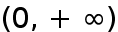 (0, + ∞)